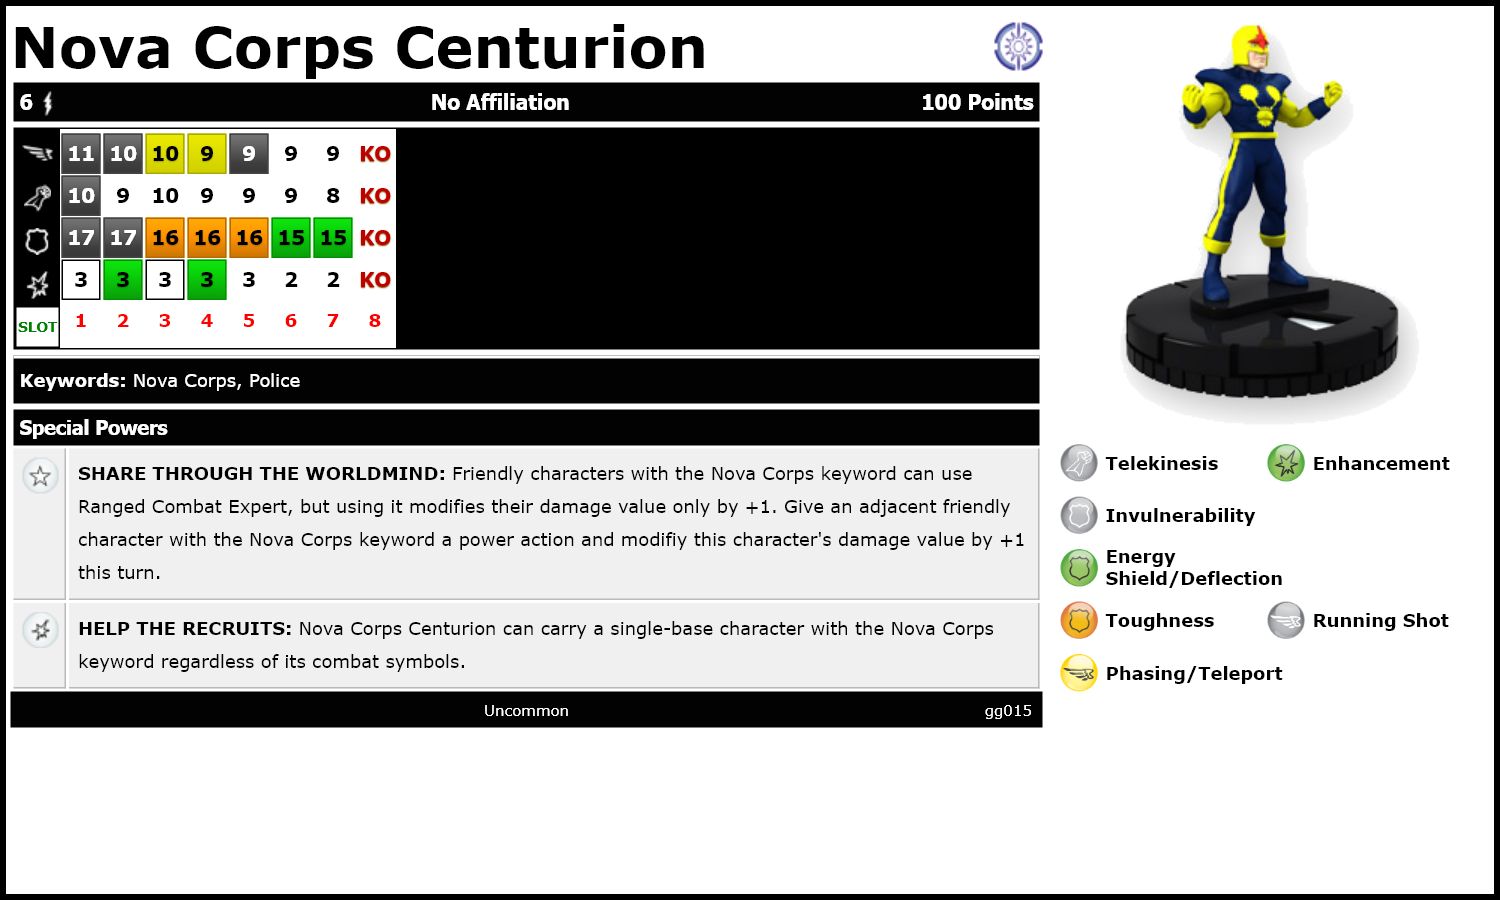 Nova Corps Centurion
6 No Affiliation 100 Points
11 10 10 9 9 9 9 KO
10 9 10 9 9 9 8 KO
17 17 16 16 16 15 15 KO
3 3 3 3 3 2 2 KO
SLOT 1 2 3 4 5 6 7 8
Keywords: Nova Corps, Police
Special Powers
SHARE THROUGH THE WORLDMIND: Friendly characters with the Nova Corps keyword can use
Ranged Combat Expert, but using it modifies their damage value only by +1. Give an adjacent friendly
character with the Nova Corps keyword a power action and modifiy this character's damage value by +1
this turn.
HELP THE RECRUITS: Nova Corps Centurion can carry a single-base character with the Nova Corps
keyword regardless of its combat symbols.
Uncommon gg015
Telekinesis Enhancement
Invulnerability
Energy
Shield/Deflection
Toughness Running Shot
Phasing/Teleport